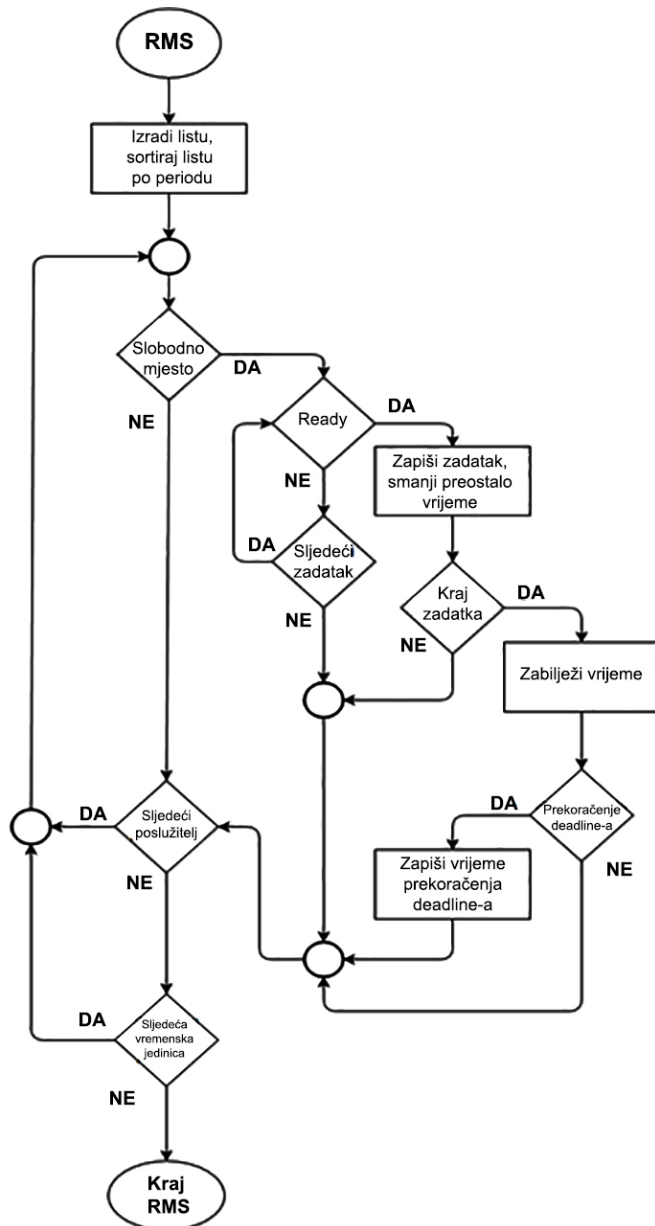 RMS
Izradi listu,
sortiraj listu
po periodu
Slobodno
mjesto
DA
NE
Ready
DA
NE
Zapiši zadatak,
smanji preostalo
vrijeme
DA
Sljedeći
zadatak
NE
Kraj
zadatka
DA
NE
Zabilježi vrijeme
DA
Sljedeći
poslužitelj
NE
DA
Prekoračenje
deadline-a
NE
Zapiši vrijeme
prekoračenja
deadline-a
DA
Sljedeća
vremenska
jedinica
NE
Kraj
RMS